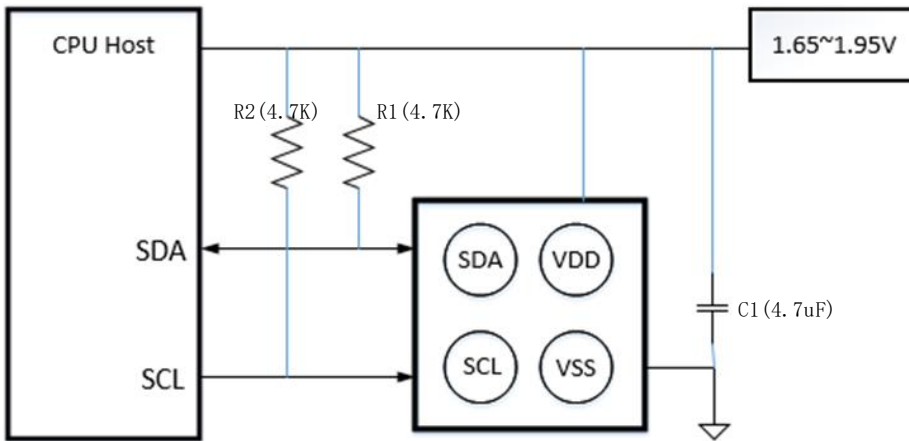 CPU Host
1.65~1.95V
R2(4.7K)
R1(4.7K)
SDA
SDA
VDD
C1(4.7uF)
SCL
SCL
VSS